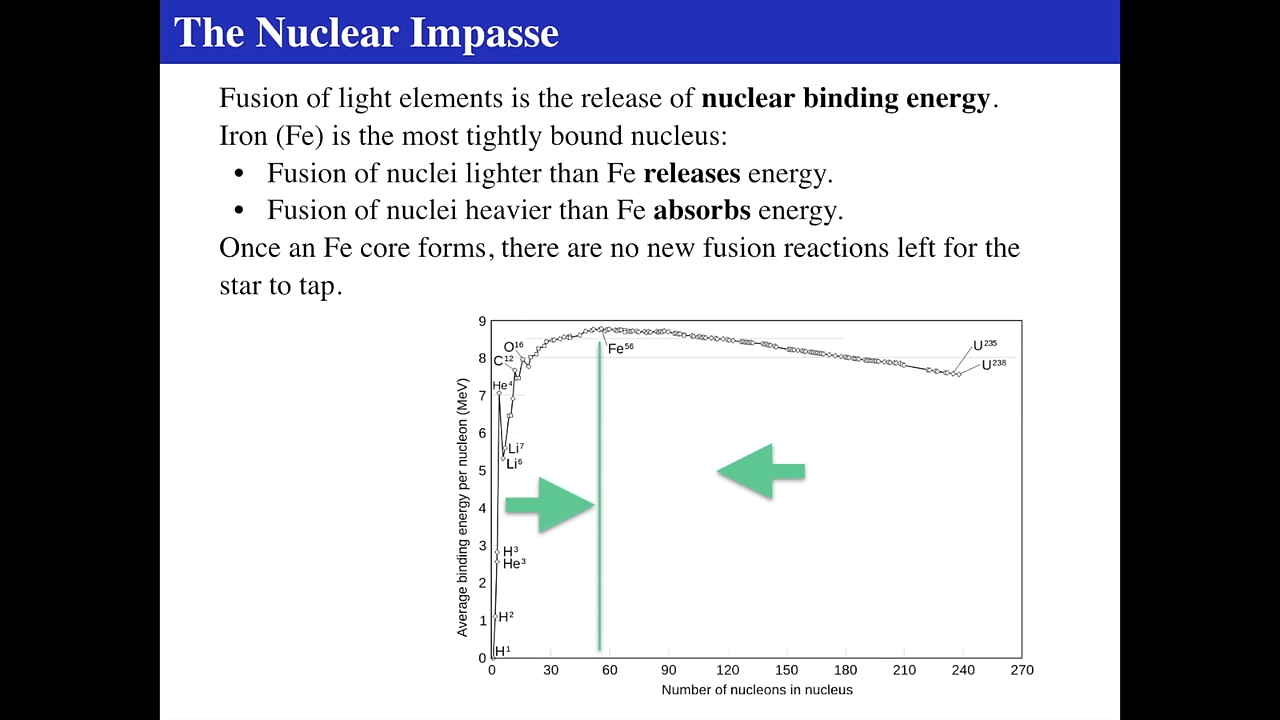 The Nuclear Impasse
Fusion of light elements is the release of nuclear binding energy.
Iron (Fe) is the most tightly bound nucleus:
• Fusion of nuclei lighter than Fe releases energy.
• Fusion of nuclei heavier than Fe absorbs energy.
Once an Fe core forms, there are no new fusion reactions left for the
star to tap.
Average binding energy per nucleon (MeV)
9
8
7
6
5
4
3
2
1
0
O¹⁶
C¹²
He⁴
Li⁷
Li⁶
H³
He³
H²
H¹
Fe⁵⁶
U²³⁵
U²³⁸
0 30 60 90 120 150 180 210 240 270
Number of nucleons in nucleus